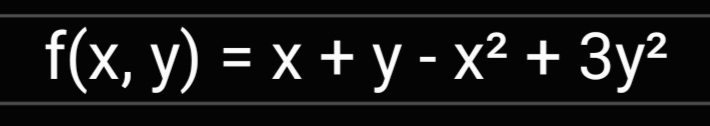 f(x, y) = x + y - x² + 3y²